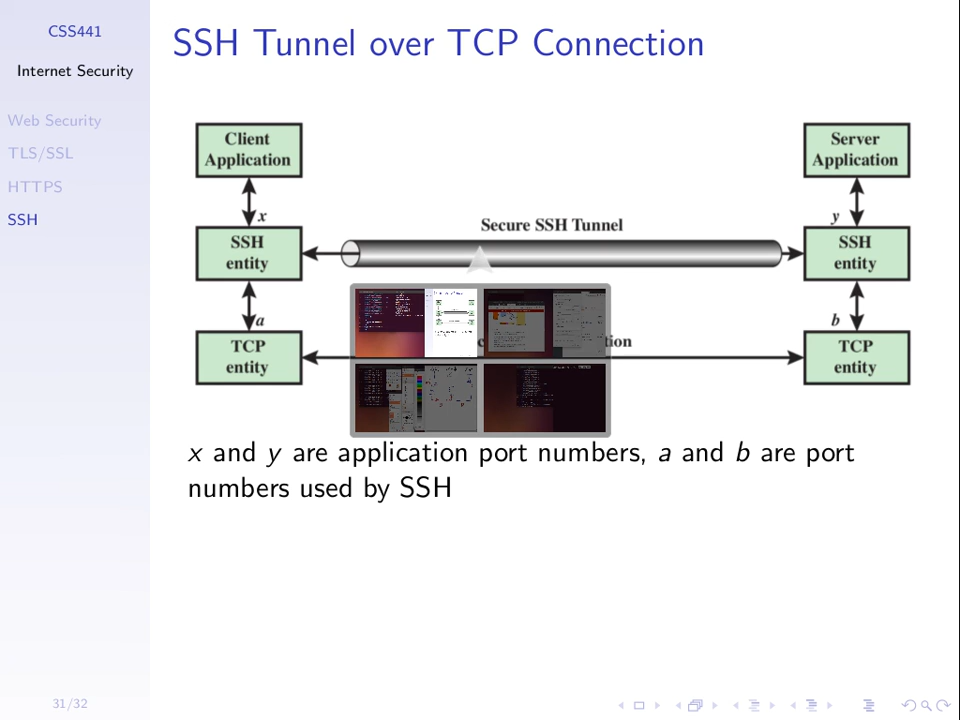 CSS441
Internet Security
Web Security
TLS/SSL
HTTPS
SSH
SSH Tunnel over TCP Connection
Client
Application
Server
Application
x
y
Secure SSH Tunnel
SSH
entity
SSH
entity
a
b
TCP
entity
TCP
entity
x and y are application port numbers, a and b are port
numbers used by SSH
31/32